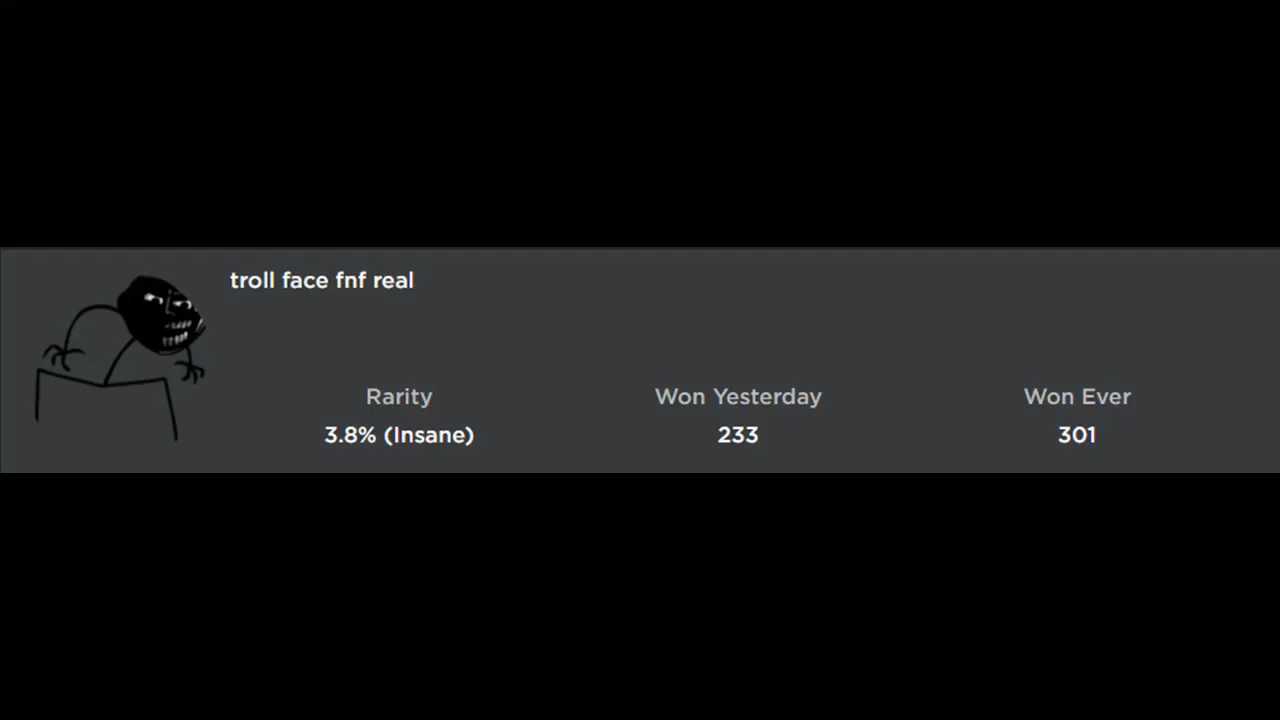 troll face fnf real
Rarity Won Yesterday Won Ever
3.8% (Insane) 233 301